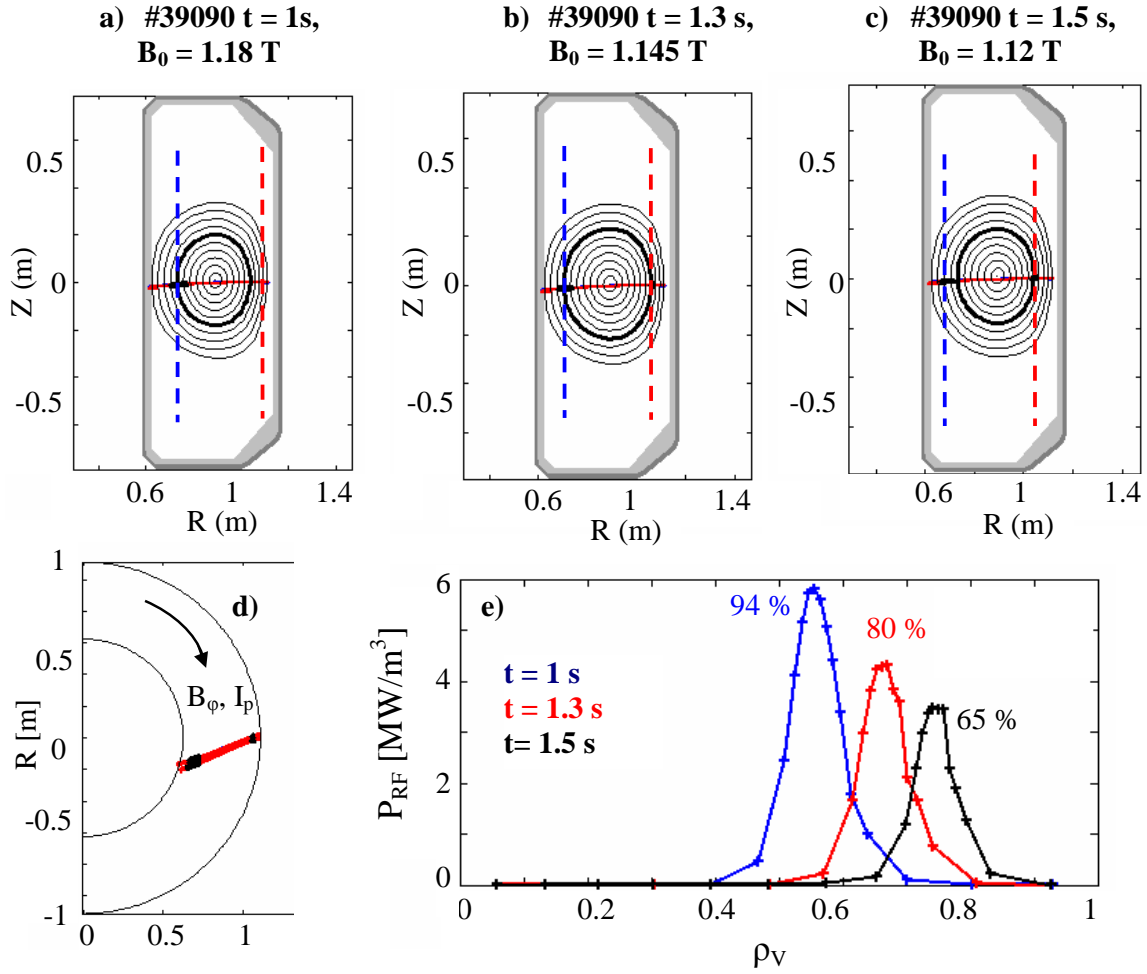 a) #39090 t = 1s,
B₀ = 1.18 T
b) #39090 t = 1.3 s,
B₀ = 1.145 T
c) #39090 t = 1.5 s,
B₀ = 1.12 T
Z (m)
0.5
0
-0.5
0.6 1 1.4
R (m)
Z (m)
0.5
0
-0.5
0.6 1 1.4
R (m)
Z (m)
0.5
0
-0.5
0.6 1 1.4
R (m)
d)
R [m]
1
0.5
0
-0.5
-1
0 0.5 1
B_φ, I_p
e)
P_RF [MW/m³]
6
4
2
0
94 %
80 %
65 %
t = 1 s
t = 1.3 s
t= 1.5 s
0 0.2 0.4 0.6 0.8 1
ρ_V